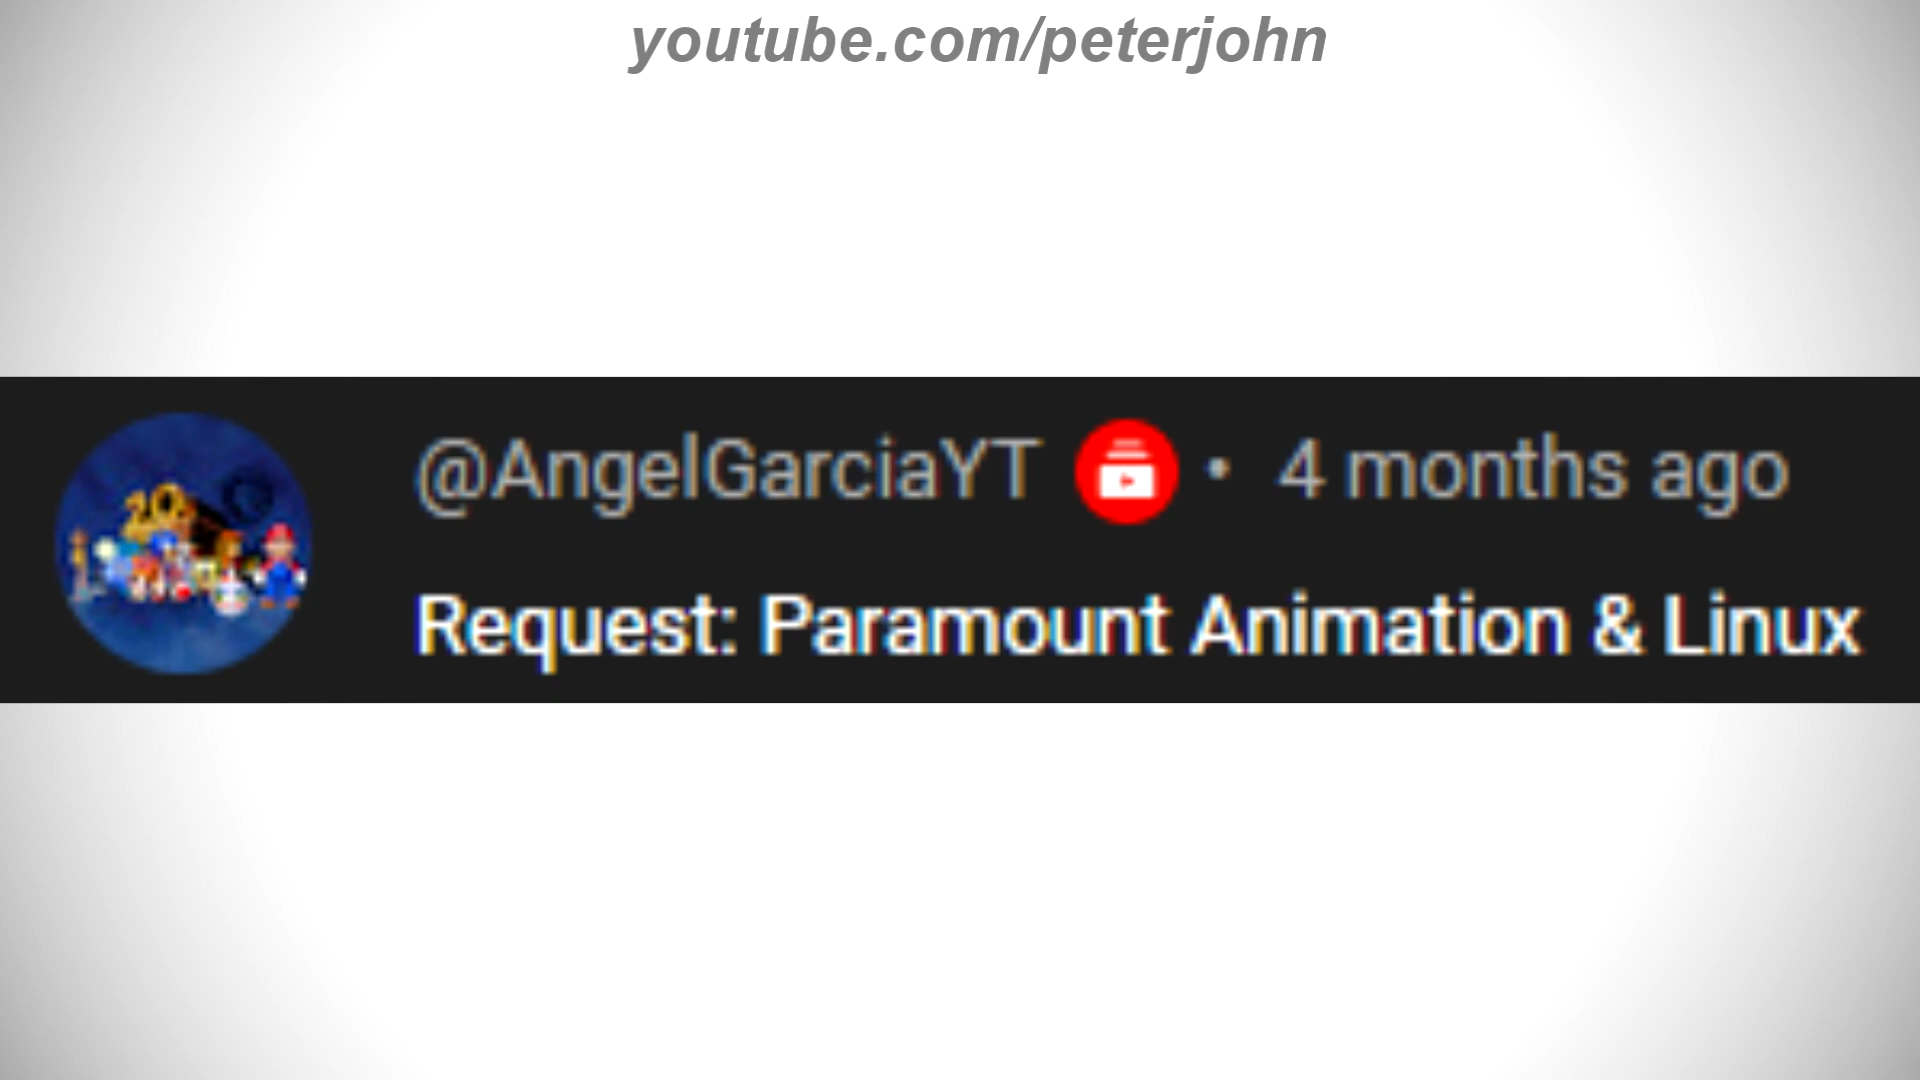 youtube.com/peterjohn
@AngelGarciaYT • 4 months ago
Request: Paramount Animation & Linux